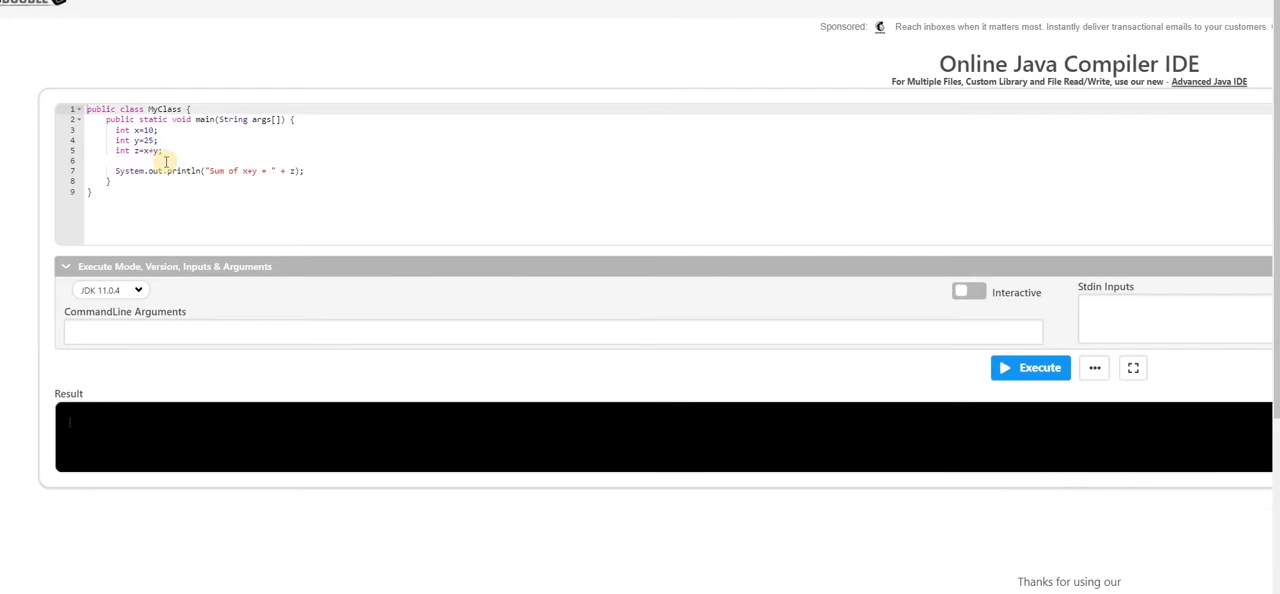 Sponsored: Reach inboxes when it matters most. Instantly deliver transactional emails to your customers.
Online Java Compiler IDE
For Multiple Files, Custom Library and File Read/Write, use our new - Advanced Java IDE
1 public class MyClass {
2 public static void main(String args[]) {
3 int x=10;
4 int y=25;
5 int z=x+y;
6
7 System.out.println("Sum of x+y = " + z);
8 }
9 }
Execute Mode, Version, Inputs & Arguments
JDK 11.0.4
Interactive
Stdin Inputs
CommandLine Arguments
Execute
Result
Thanks for using our